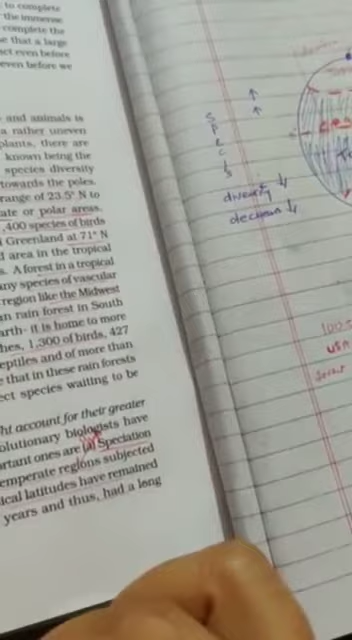 to complete
the immense
complete the
se that a large
ct even before
even before we
and animals is
a rather uneven
plants, there are
known being the
species diversity
towards the poles.
range of 23.5° N to
ate or polar areas.
,400 species of birds
Greenland at 71° N
d area in the tropical
s. A forest in a tropical
any species of vascular
region like the Midwest
n rain forest in South
arth- it is home to more
hes, 1,300 of birds, 427
eptiles and of more than
e that in these rain forests
ect species waiting to be
ht account for their greater
olutionary biologists have
rtant ones are (a) Speciation
emperate regions subjected
ical latitudes have remained
years and thus, had a long
S
P
E
C
I
S
diversity ↓
decreases ↓
USA